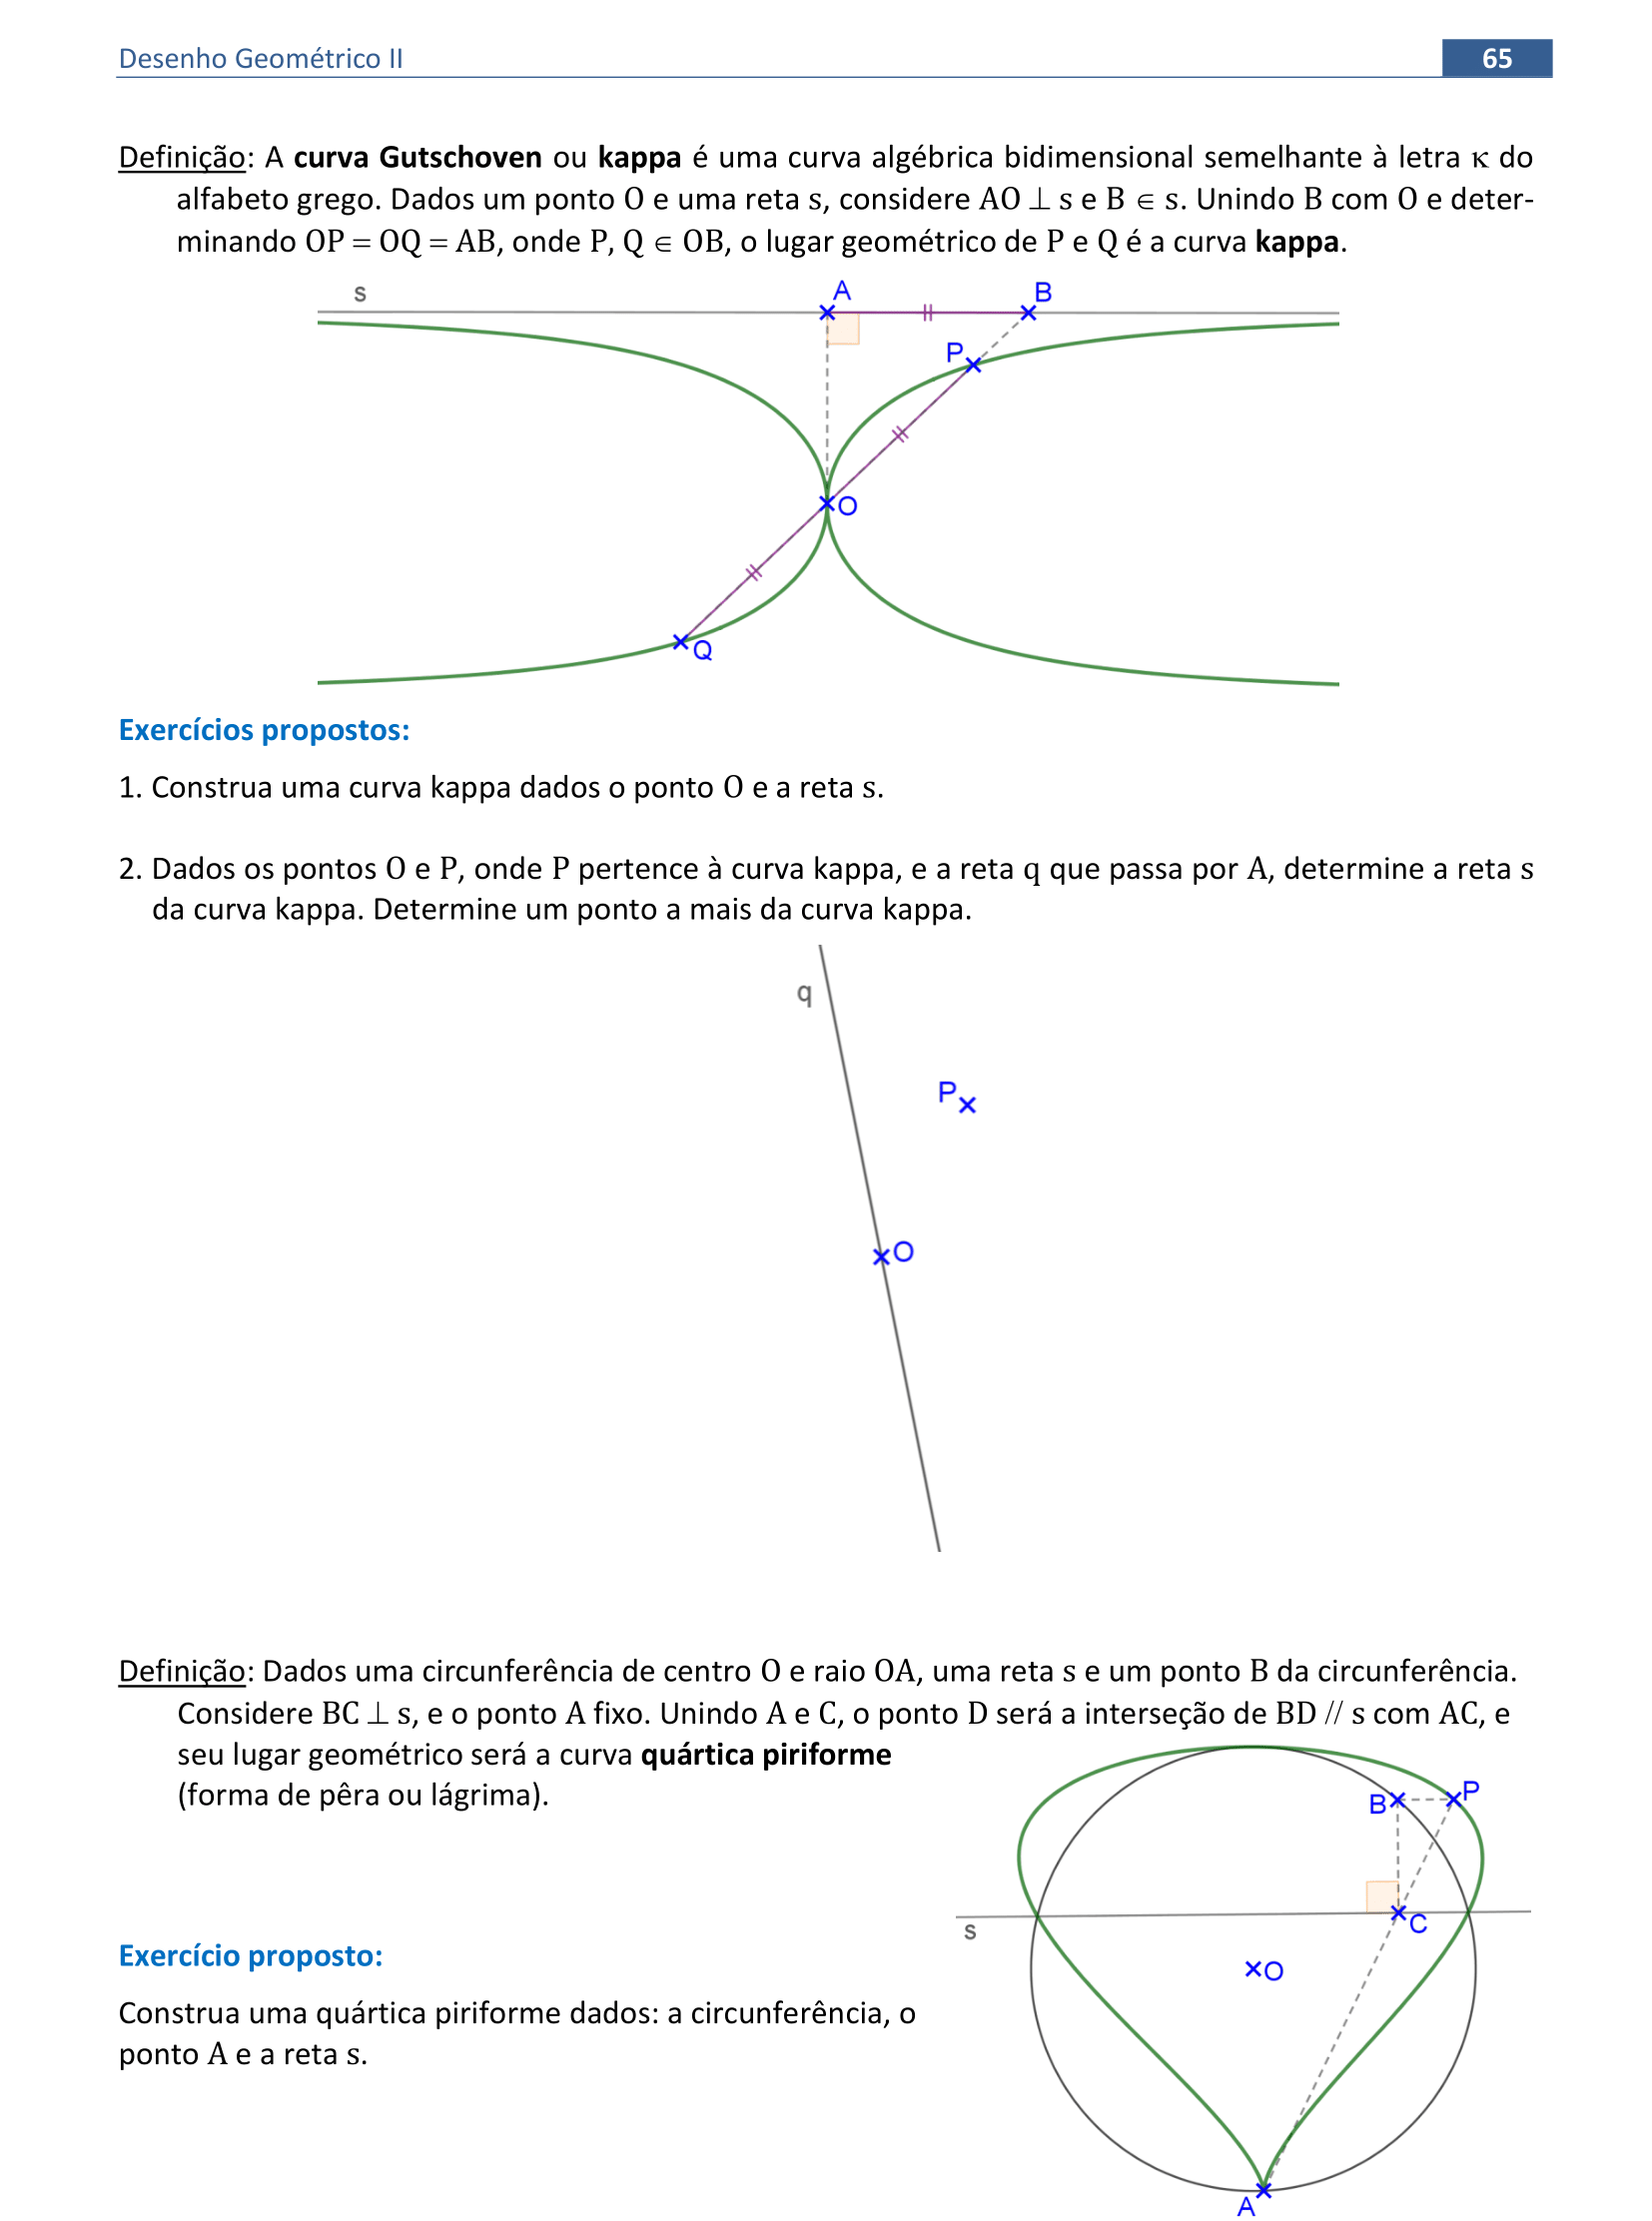 Desenho Geométrico II
65
Definição: A curva Gutschoven ou kappa é uma curva algébrica bidimensional semelhante à letra κ do
alfabeto grego. Dados um ponto O e uma reta s, considere AO ⊥ s e B ∈ s. Unindo B com O e deter-
minando OP = OQ = AB, onde P, Q ∈ OB, o lugar geométrico de P e Q é a curva kappa.
s
A
B
P
O
Q
Exercícios propostos:
1. Construa uma curva kappa dados o ponto O e a reta s.
2. Dados os pontos O e P, onde P pertence à curva kappa, e a reta q que passa por A, determine a reta s
da curva kappa. Determine um ponto a mais da curva kappa.
q
P
O
Definição: Dados uma circunferência de centro O e raio OA, uma reta s e um ponto B da circunferência.
Considere BC ⊥ s, e o ponto A fixo. Unindo A e C, o ponto D será a interseção de BD // s com AC, e
seu lugar geométrico será a curva quártica piriforme
(forma de pêra ou lágrima).
B
P
s
C
O
A
Exercício proposto:
Construa uma quártica piriforme dados: a circunferência, o
ponto A e a reta s.